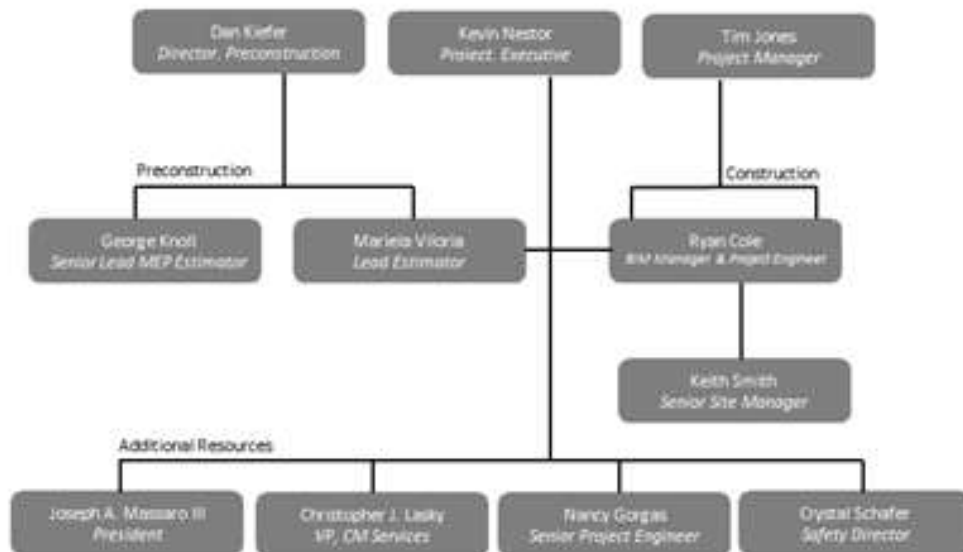 Dan Kiefer
Director, Preconstruction
Kevin Nestor
Project Executive
Tim Jones
Project Manager
Preconstruction
Construction
George Knoll
Senior Lead MEP Estimator
Mariela Viloria
Lead Estimator
Ryan Cole
BIM Manager & Project Engineer
Keith Smith
Senior Site Manager
Additional Resources
Joseph A. Massaro III
President
Christopher J. Lasky
VP, CM Services
Nancy Gorgas
Senior Project Engineer
Crystal Schafer
Safety Director